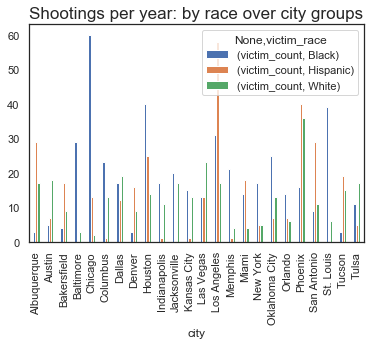 Shootings per year: by race over city groups
None,victim_race
(victim_count, Black)
(victim_count, Hispanic)
(victim_count, White)
60
50
40
30
20
10
0
Albuquerque
Austin
Bakersfield
Baltimore
Chicago
Columbus
Dallas
Denver
Houston
Indianapolis
Jacksonville
Kansas City
Las Vegas
Los Angeles
Memphis
Miami
New York
Oklahoma City
Orlando
Phoenix
San Antonio
St. Louis
Tucson
Tulsa
city